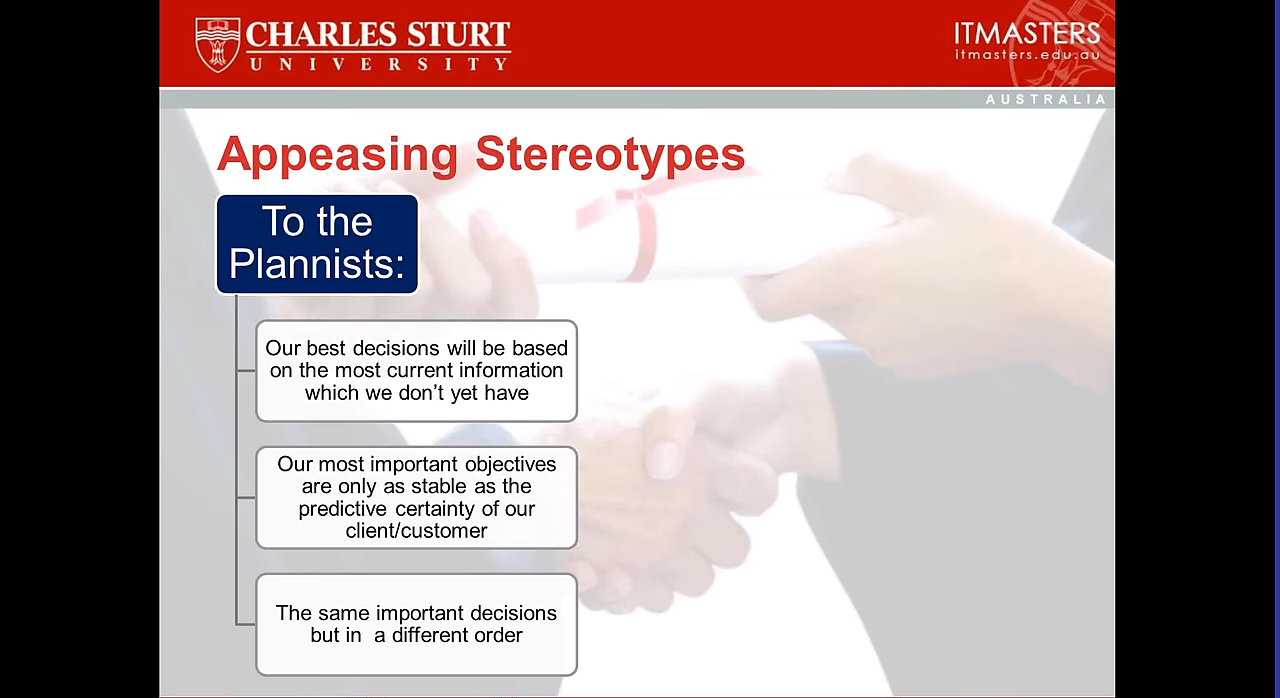 CHARLES STURT
UNIVERSITY
ITMASTERS
itmasters.edu.au
AUSTRALIA
Appeasing Stereotypes
To the
Plannists:
Our best decisions will be based
on the most current information
which we don’t yet have
Our most important objectives
are only as stable as the
predictive certainty of our
client/customer
The same important decisions
but in  a different order